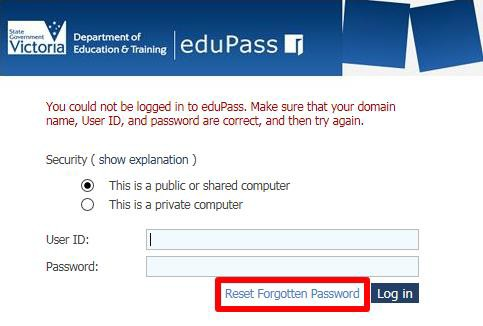 State
Government
Victoria
Department of
Education & Training
eduPass
You could not be logged in to eduPass. Make sure that your domain
name, User ID, and password are correct, and then try again.
Security ( show explanation )
This is a public or shared computer
This is a private computer
User ID:
Password:
Reset Forgotten Password
Log in